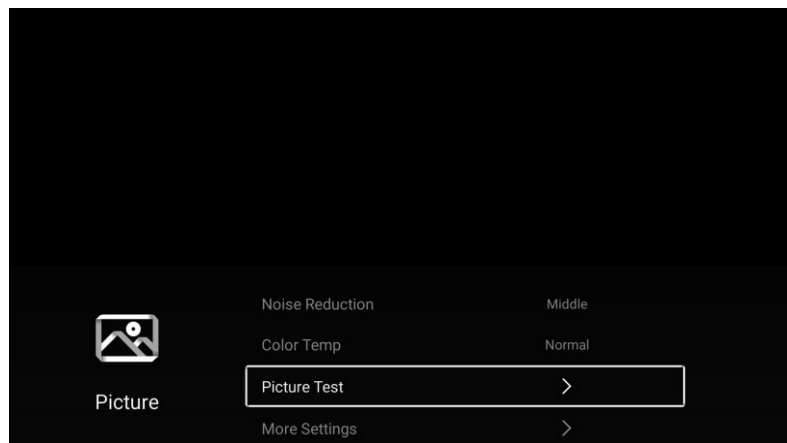 Noise Reduction Middle
Color Temp Normal
Picture Test
Picture
More Settings